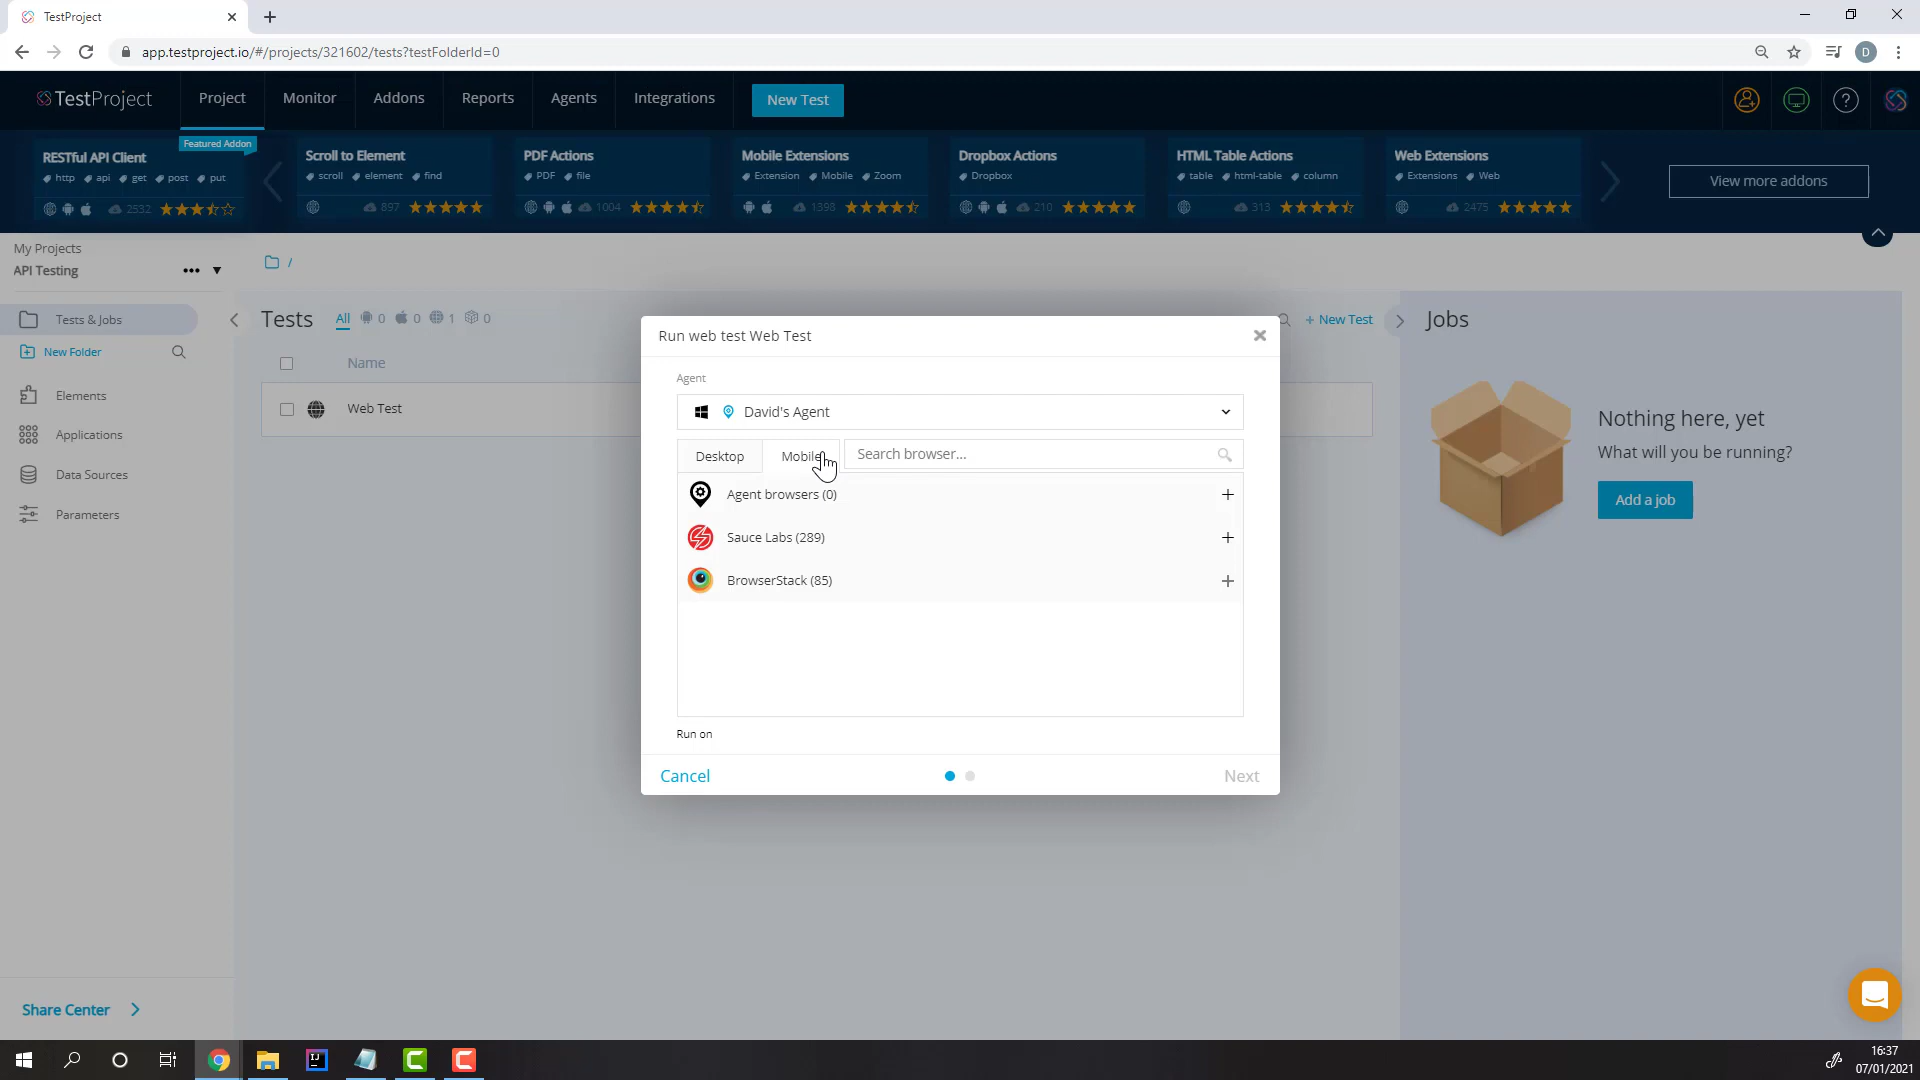 TestProject
app.testproject.io/#/projects/321602/tests?testFolderId=0
D
TestProject
Project
Monitor
Addons
Reports
Agents
Integrations
New Test
?
Featured Addon
RESTful API Client
http api get post put
2532
Scroll to Element
scroll element find
897
PDF Actions
PDF file
1004
Mobile Extensions
Extension Mobile Zoom
1398
Dropbox Actions
Dropbox
210
HTML Table Actions
table html-table column
313
Web Extensions
Extensions Web
2475
View more addons
My Projects
API Testing
Tests & Jobs
New Folder
Elements
Applications
Data Sources
Parameters
Share Center
/
Tests
All 0 0 1 0
+ New Test
Name
Web Test
Jobs
Nothing here, yet
What will you be running?
Add a job
Run web test Web Test
Agent
David's Agent
Desktop
Mobile
Search browser...
Agent browsers (0)
Sauce Labs (289)
BrowserStack (85)
Run on
Cancel
Next
16:37
07/01/2021